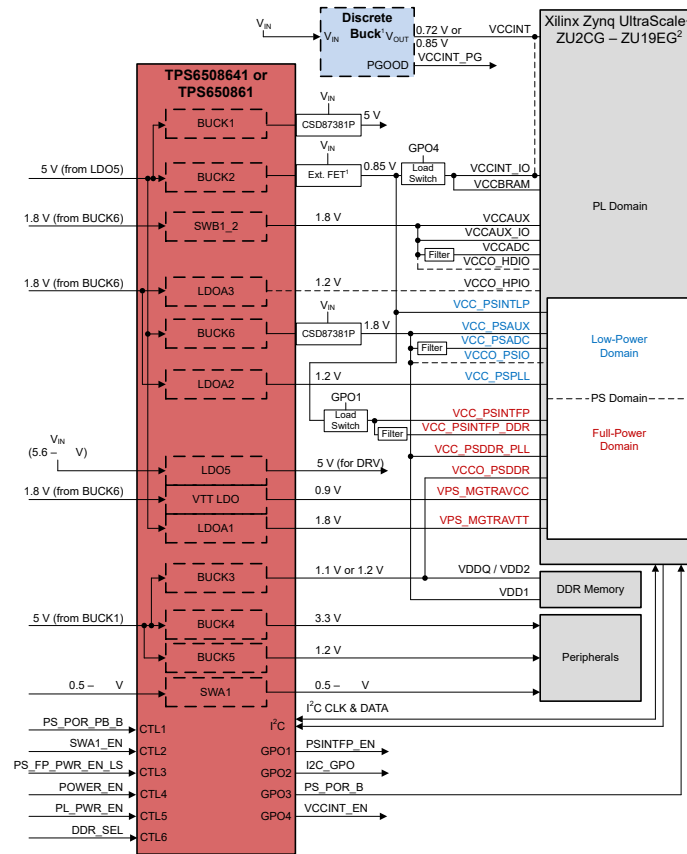 Discrete
Buck¹
V_IN
V_IN
V_OUT
PGOOD
0.72 V or
0.85 V
VCCINT
VCCINT_PG
Xilinx Zynq UltraScale+
ZU2CG – ZU19EG²
TPS6508641 or
TPS650861
BUCK1
V_IN
CSD87381P
5 V
5 V (from LDO5)
BUCK2
V_IN
Ext. FET¹
0.85 V
GPO4
Load
Switch
VCCINT_IO
VCCBRAM
PL Domain
1.8 V (from BUCK6)
SWB1_2
1.8 V
VCCAUX
VCCAUX_IO
Filter
VCCADC
VCCO_HDIO
1.8 V (from BUCK6)
LDOA3
1.2 V
VCCO_HPIO
VCC_PSINTLP
BUCK6
V_IN
CSD87381P
1.8 V
VCC_PSAUX
Filter
VCC_PSADC
VCCO_PSIO
Low-Power
Domain
LDOA2
1.2 V
VCC_PSPLL
PS Domain
GPO1
Load
Switch
VCC_PSINTFP
Filter
VCC_PSINTFP_DDR
Full-Power
Domain
V_IN
(5.6 – V)
LDO5
5 V (for DRV)
VCC_PSDDR_PLL
VCCO_PSDDR
1.8 V (from BUCK6)
VTT LDO
0.9 V
VPS_MGTRAVCC
LDOA1
1.8 V
VPS_MGTRAVTT
BUCK3
1.1 V or 1.2 V
VDDQ / VDD2
VDD1
DDR Memory
5 V (from BUCK1)
BUCK4
3.3 V
BUCK5
1.2 V
Peripherals
0.5 – V
SWA1
0.5 – V
I²C CLK & DATA
I²C
PS_POR_PB_B
CTL1
SWA1_EN
CTL2
GPO1
PSINTFP_EN
PS_FP_PWR_EN_LS
CTL3
GPO2
I2C_GPO
POWER_EN
CTL4
GPO3
PS_POR_B
PL_PWR_EN
CTL5
GPO4
VCCINT_EN
DDR_SEL
CTL6